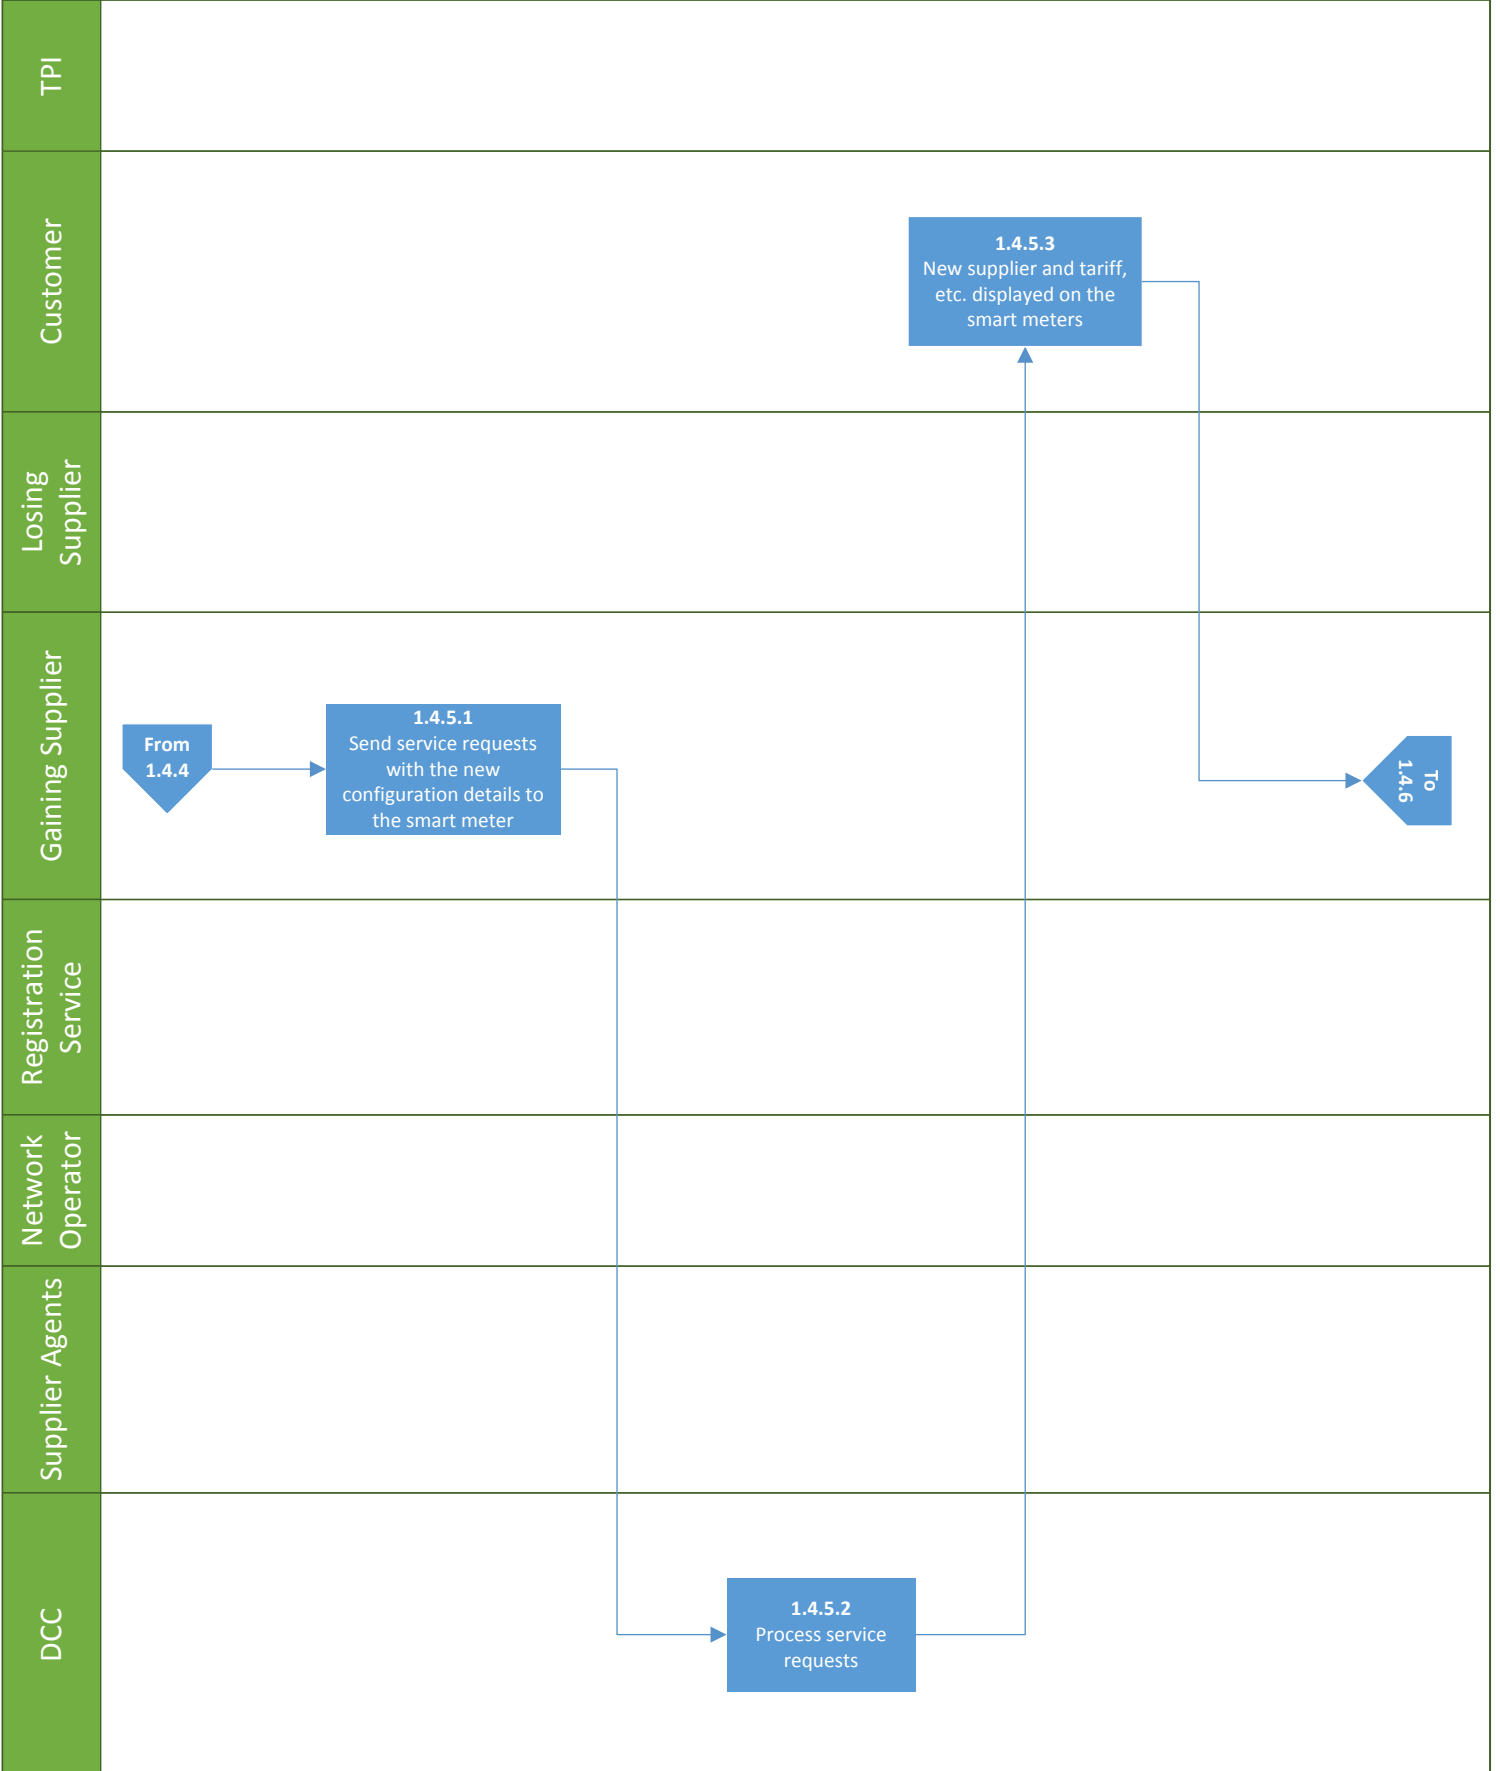 TPI
Customer
1.4.5.3
New supplier and tariff,
etc. displayed on the
smart meters
Losing
Supplier
Gaining Supplier
From
1.4.4
1.4.5.1
Send service requests
with the new
configuration details to
the smart meter
To
1.4.6
Registration
Service
Network
Operator
Supplier Agents
DCC
1.4.5.2
Process service
requests